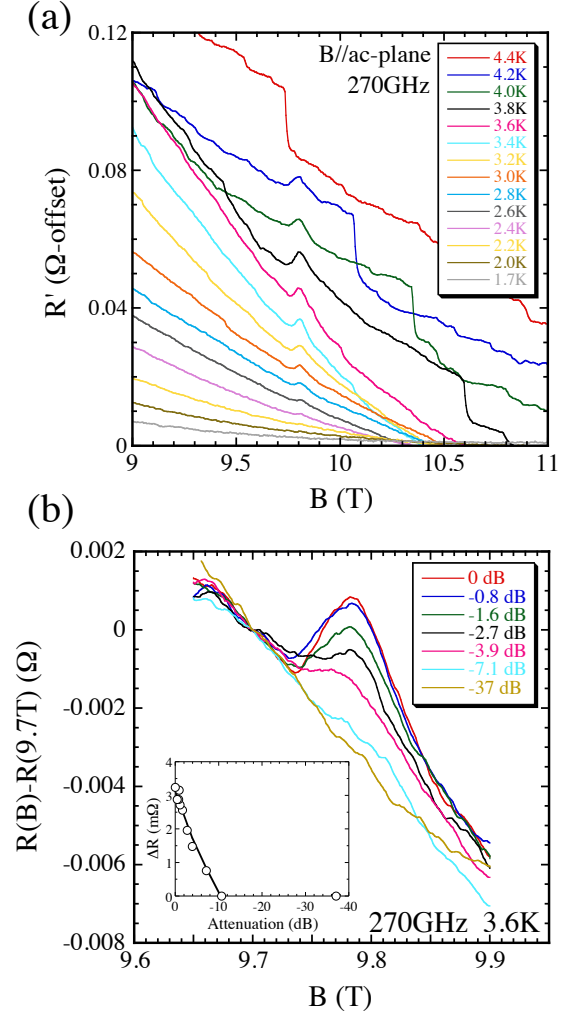 (a)
0.12
0.08
0.04
0
R' (Ω-offset)
B//ac-plane
270GHz
4.4K
4.2K
4.0K
3.8K
3.6K
3.4K
3.2K
3.0K
2.8K
2.6K
2.4K
2.2K
2.0K
1.7K
9 9.5 10 10.5 11
B (T)
(b)
0.002
0
-0.002
-0.004
-0.006
-0.008
R(B)-R(9.7T) (Ω)
0 dB
-0.8 dB
-1.6 dB
-2.7 dB
-3.9 dB
-7.1 dB
-37 dB
4
3
2
1
0
ΔR (mΩ)
0 -10 -20 -30 -40
Attenuation (dB)
270GHz 3.6K
9.6 9.7 9.8 9.9
B (T)